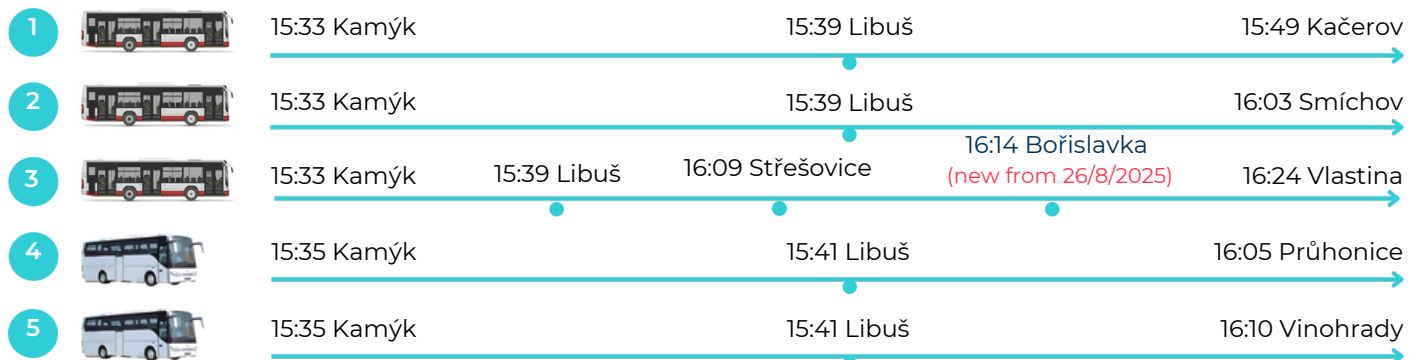 1 15:33 Kamýk 15:39 Libuš 15:49 Kačerov
2 15:33 Kamýk 15:39 Libuš 16:03 Smíchov
16:14 Bořislavka
3 15:33 Kamýk 15:39 Libuš 16:09 Střešovice (new from 26/8/2025) 16:24 Vlastina
4 15:35 Kamýk 15:41 Libuš 16:05 Průhonice
5 15:35 Kamýk 15:41 Libuš 16:10 Vinohrady